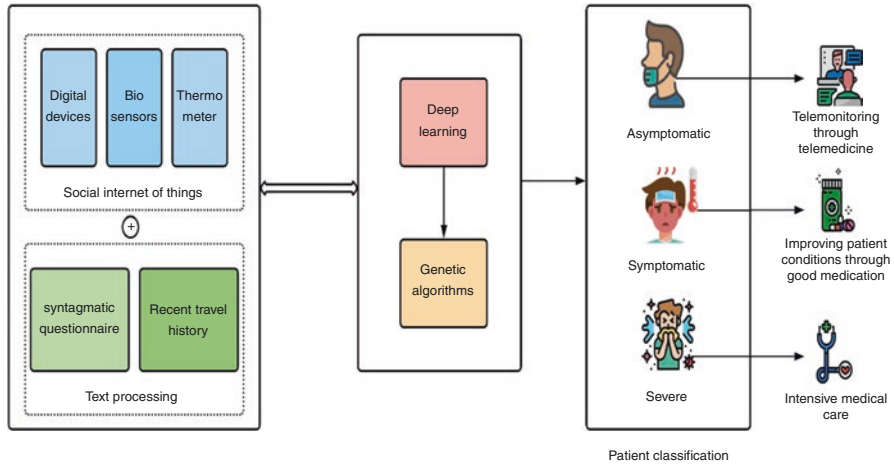 Digital
devices
Bio
sensors
Thermo
meter
Social internet of things
+
syntagmatic
questionnaire
Recent travel
history
Text processing
Deep
learning
Genetic
algorithms
Asymptomatic
Symptomatic
Severe
Patient classification
Telemonitoring
through
telemedicine
Improving patient
conditions through
good medication
Intensive medical
care